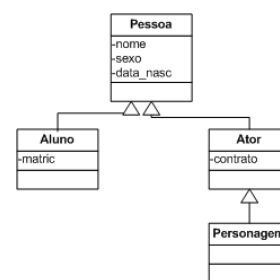 Pessoa
-nome
-sexo
-data_nasc
Aluno
-matric
Ator
-contrato
Personagem